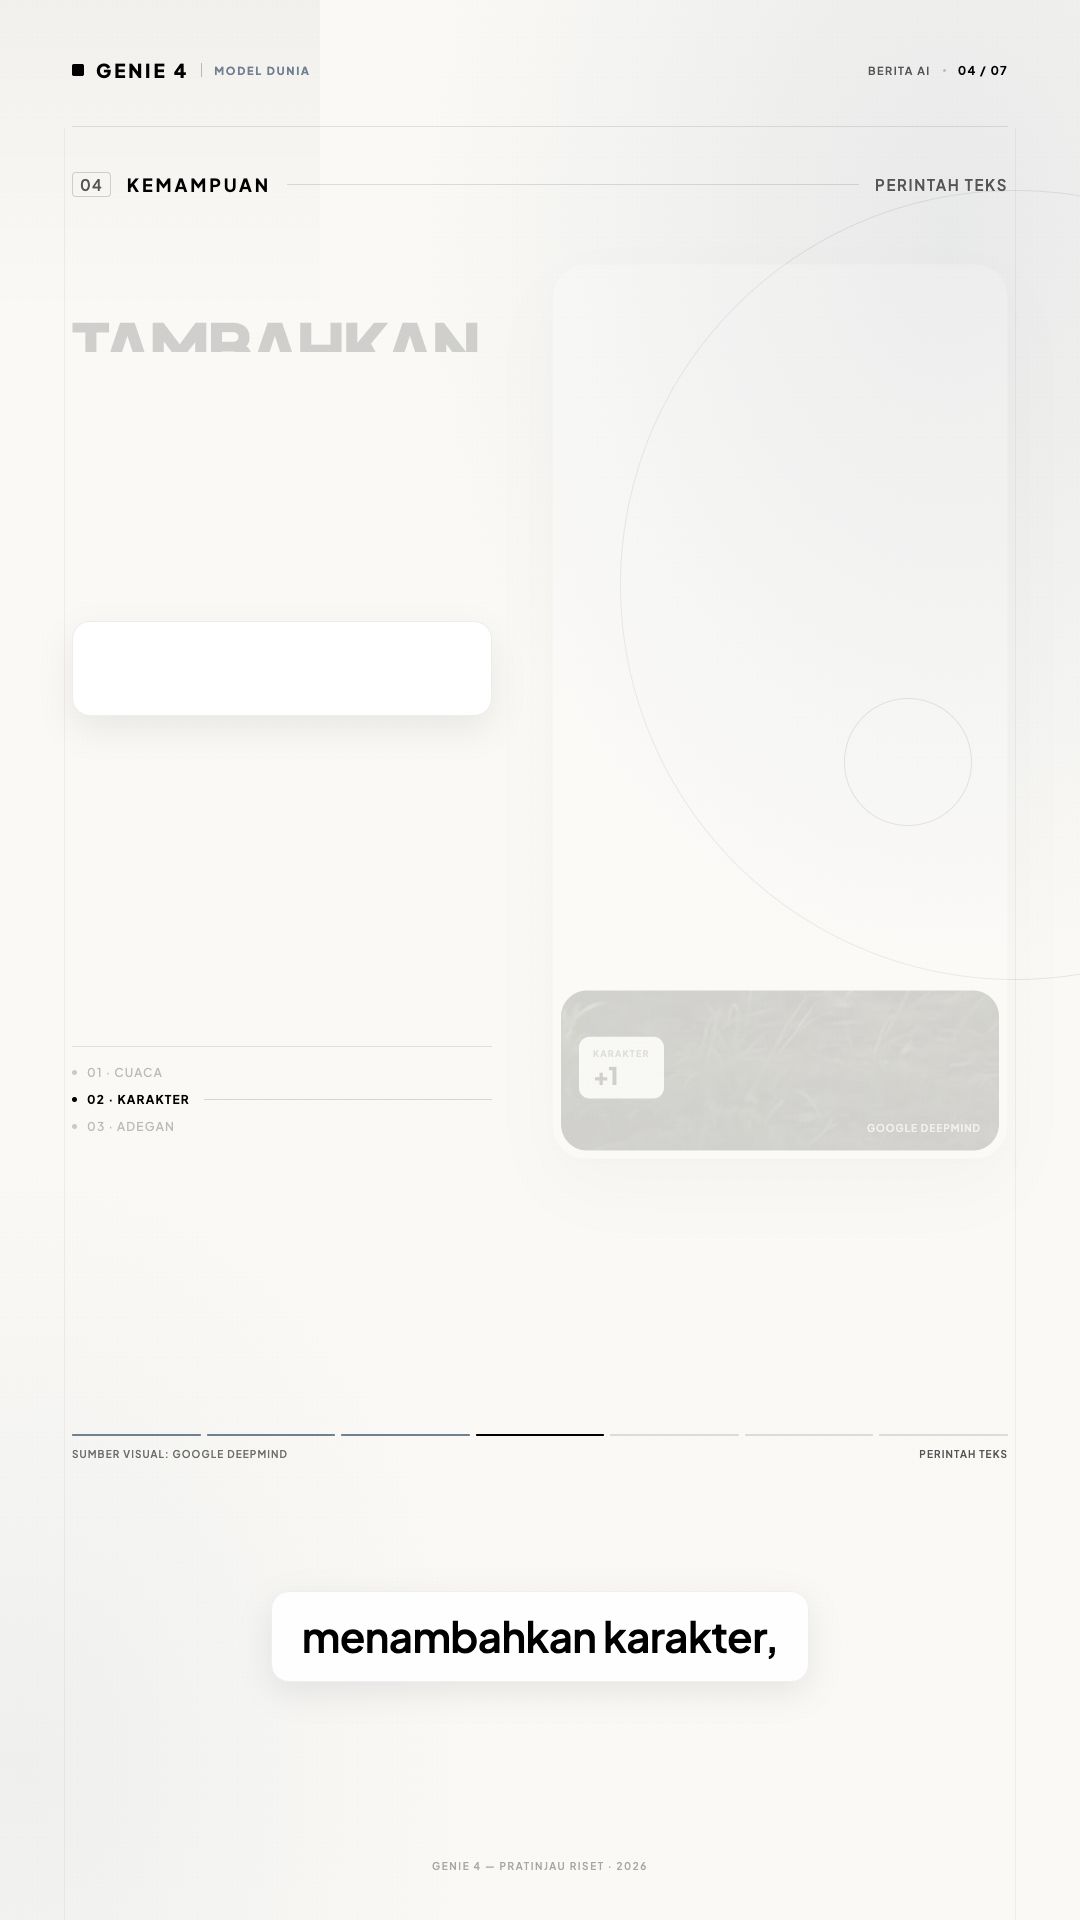 GENIE 4 MODEL DUNIA
BERITA AI • 04 / 07
04 KEMAMPUAN
PERINTAH TEKS
TAMBAHKAN
01 · CUACA
02 · KARAKTER
03 · ADEGAN
KARAKTER
+1
GOOGLE DEEPMIND
SUMBER VISUAL: GOOGLE DEEPMIND
PERINTAH TEKS
menambahkan karakter,
GENIE 4 — PRATINJAU RISET · 2026